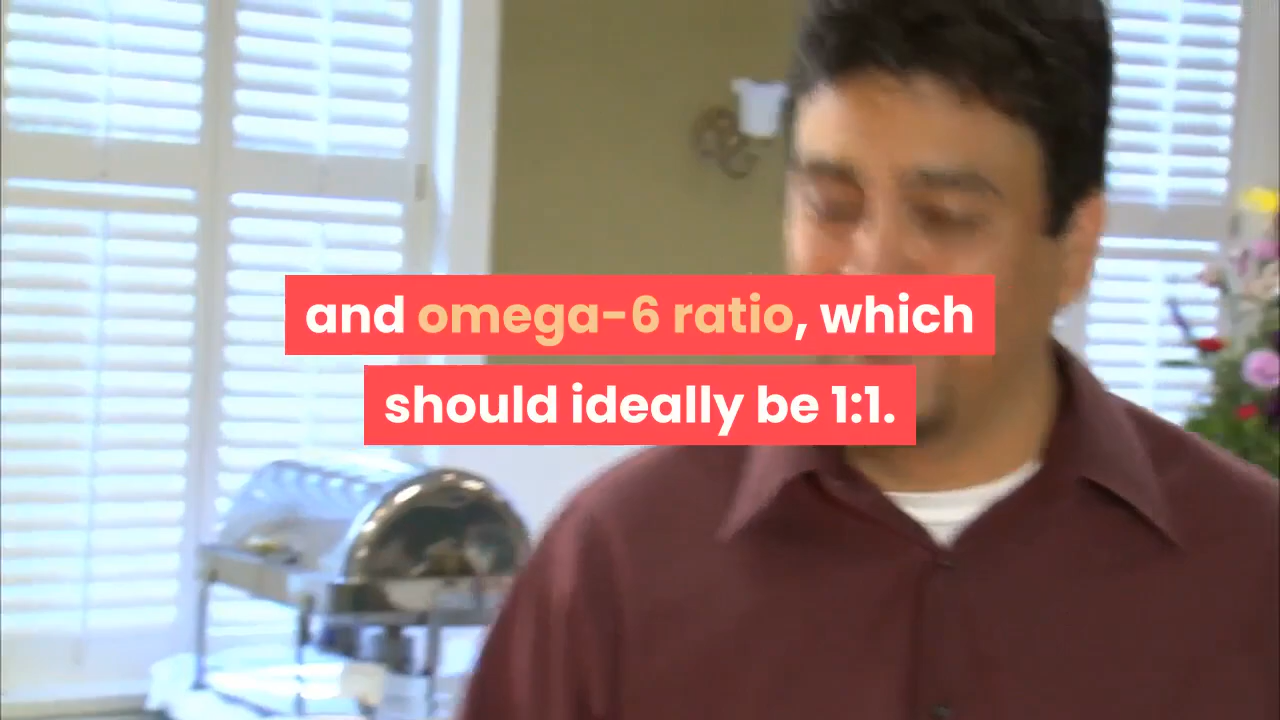 and omega-6 ratio, which
should ideally be 1:1.